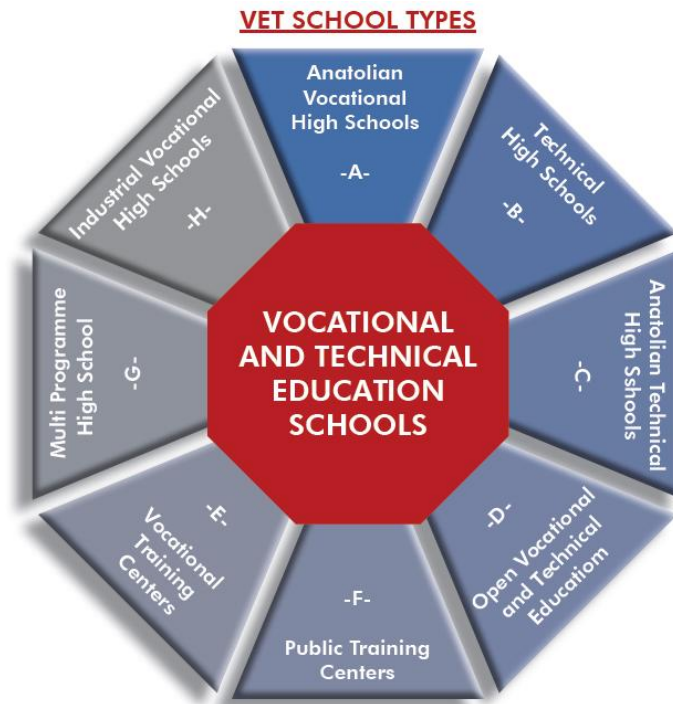 VET SCHOOL TYPES
Anatolian
Vocational
High Schools
-A-
Technical
High Schools
-B-
Anatolian Technical
High Sshools
-C-
-D-
Open Vocational
and Technical
Educatiom
-F-
Public Training
Centers
-E-
Vocational
Training
Centers
Multi Programme
High School
-G-
Industrial Vocational
High Schools
-H-
VOCATIONAL
AND TECHNICAL
EDUCATION
SCHOOLS